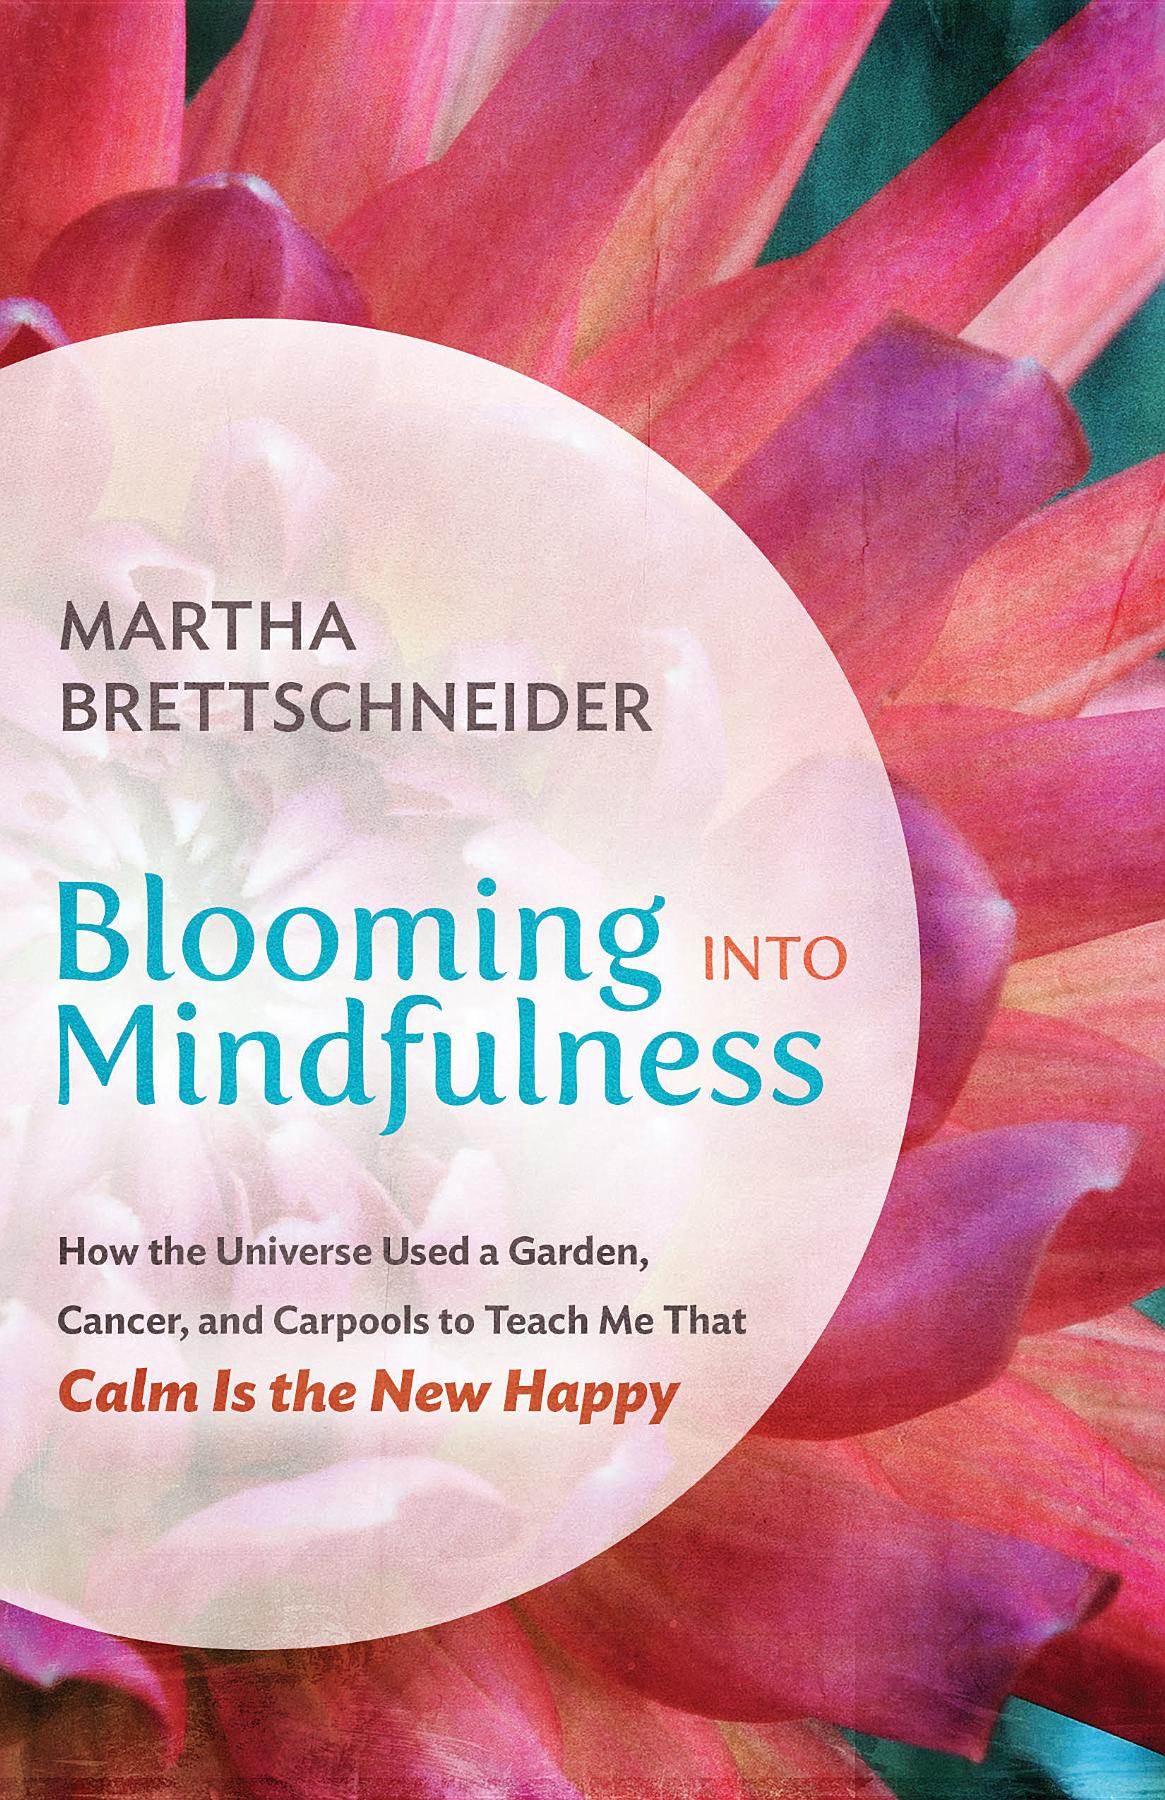 MARTHA
BRETTSCHNEIDER
Blooming INTO
Mindfulness
How the Universe Used a Garden,
Cancer, and Carpools to Teach Me That
Calm Is the New Happy